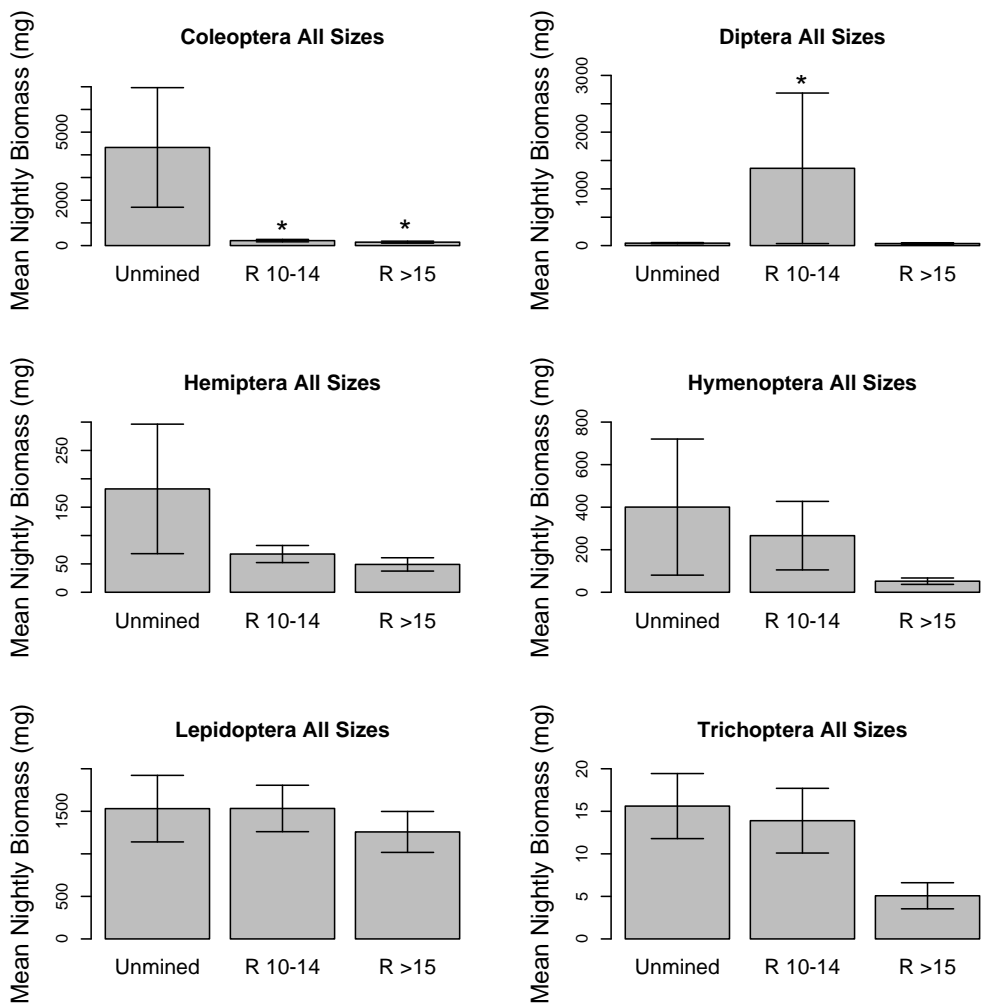 Coleoptera All Sizes
Mean Nightly Biomass (mg)
5000
2000
0
*
*
Unmined R 10-14 R >15
Diptera All Sizes
Mean Nightly Biomass (mg)
3000
2000
1000
0
*
Unmined R 10-14 R >15
Hemiptera All Sizes
Mean Nightly Biomass (mg)
250
150
50
0
Unmined R 10-14 R >15
Hymenoptera All Sizes
Mean Nightly Biomass (mg)
800
600
400
200
0
Unmined R 10-14 R >15
Lepidoptera All Sizes
Mean Nightly Biomass (mg)
1500
500
0
Unmined R 10-14 R >15
Trichoptera All Sizes
Mean Nightly Biomass (mg)
20
15
10
5
0
Unmined R 10-14 R >15